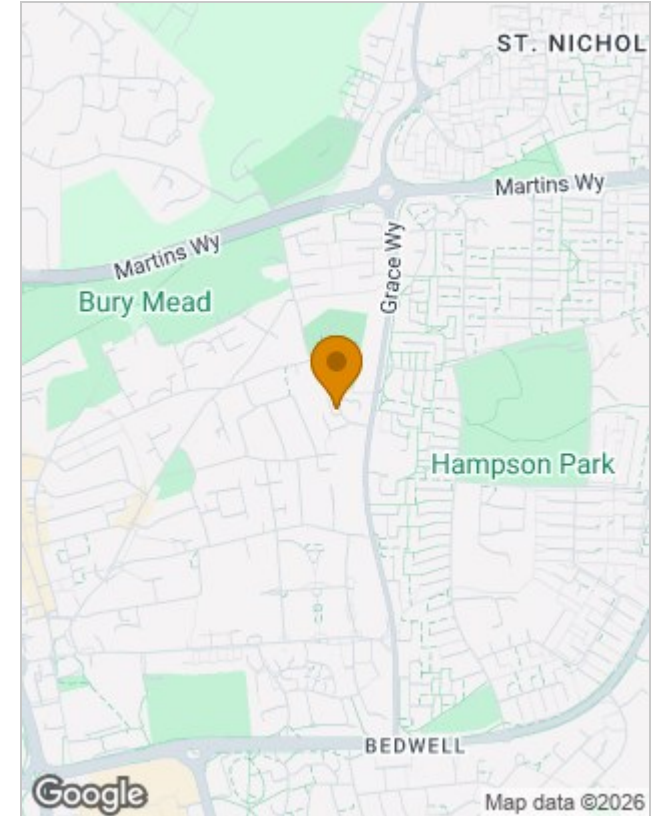 ST. NICHOL
Martins Wy
Martins Wy
Grace Wy
Bury Mead
Hampson Park
BEDWELL
Google
Map data ©2026